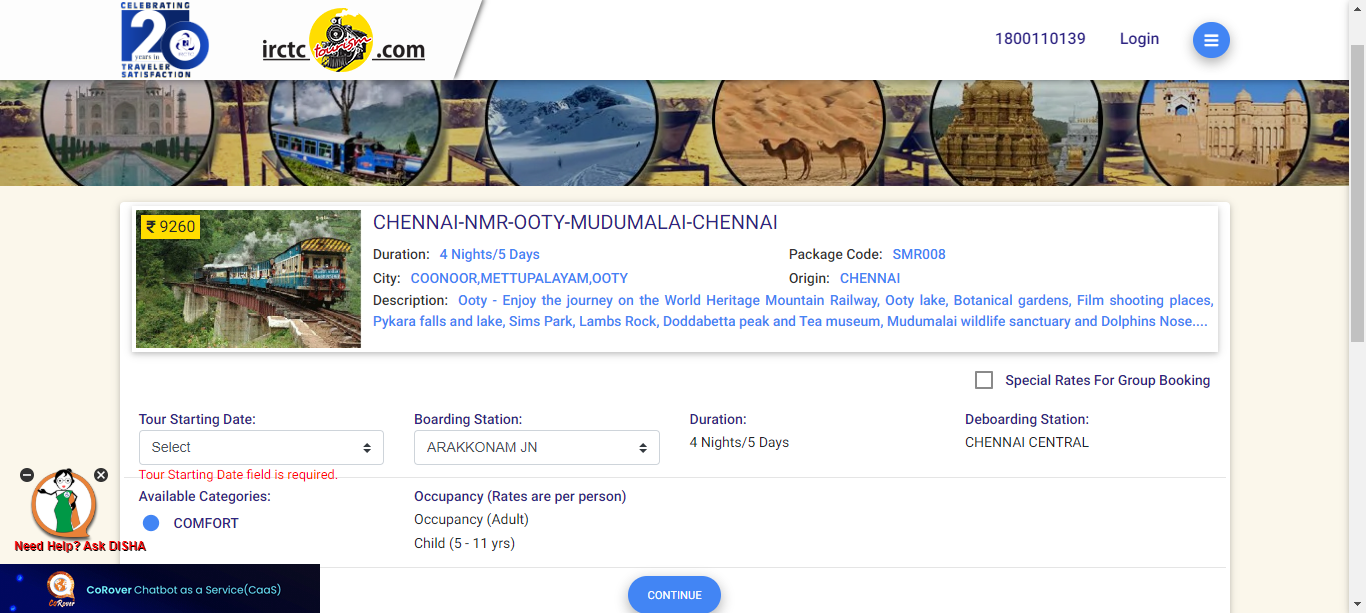 CELEBRATING
20
years in
TRAVELER
SATISFACTION
irctc tourism .com
1800110139
Login
₹ 9260
CHENNAI-NMR-OOTY-MUDUMALAI-CHENNAI
Duration: 4 Nights/5 Days
Package Code: SMR008
City: COONOOR,METTUPALAYAM,OOTY
Origin: CHENNAI
Description: Ooty - Enjoy the journey on the World Heritage Mountain Railway, Ooty lake, Botanical gardens, Film shooting places,
Pykara falls and lake, Sims Park, Lambs Rock, Doddabetta peak and Tea museum, Mudumalai wildlife sanctuary and Dolphins Nose....
Special Rates For Group Booking
Tour Starting Date:
Boarding Station:
Duration:
Deboarding Station:
Select
ARAKKONAM JN
4 Nights/5 Days
CHENNAI CENTRAL
Tour Starting Date field is required.
Available Categories:
Occupancy (Rates are per person)
COMFORT
Occupancy (Adult)
Child (5 - 11 yrs)
Need Help? Ask DISHA
CoRover
CoRover Chatbot as a Service(CaaS)
CONTINUE